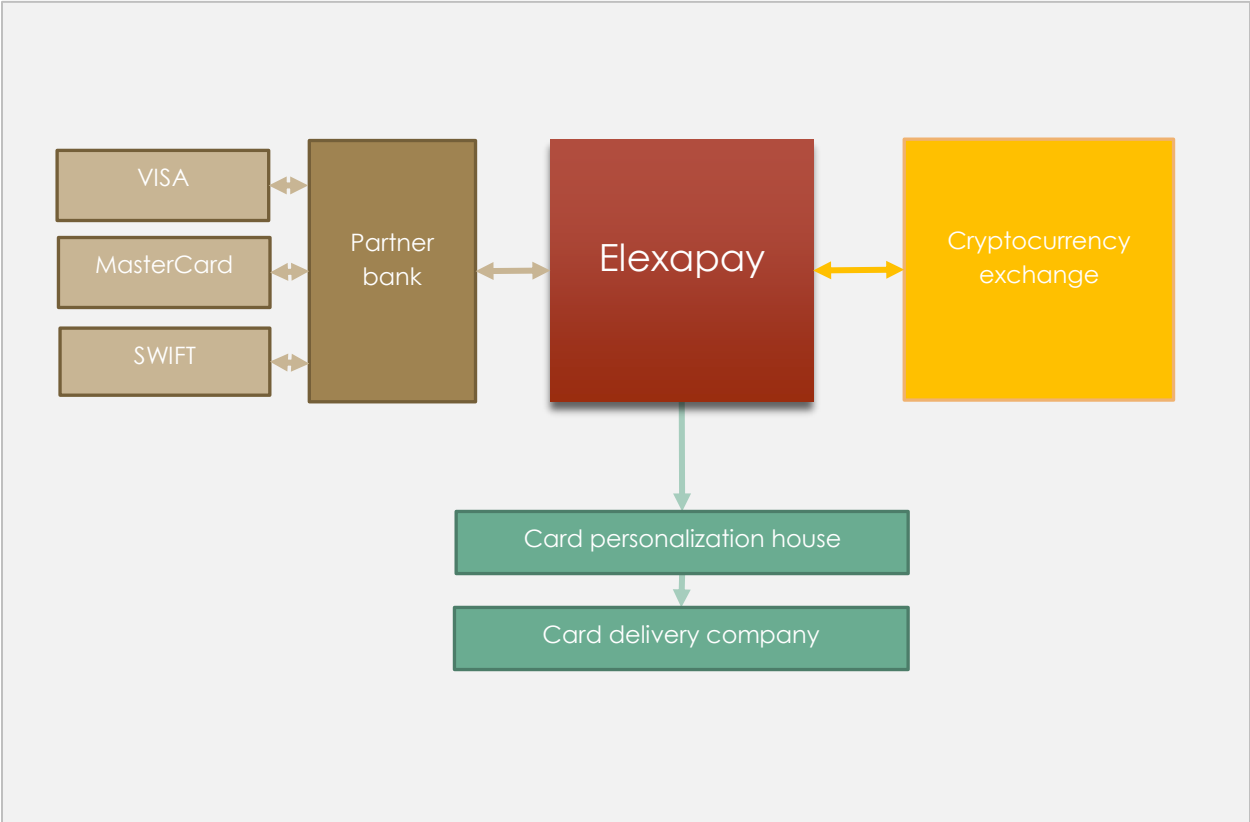 VISA
MasterCard
SWIFT
Partner
bank
Elexapay
Cryptocurrency
exchange
Card personalization house
Card delivery company